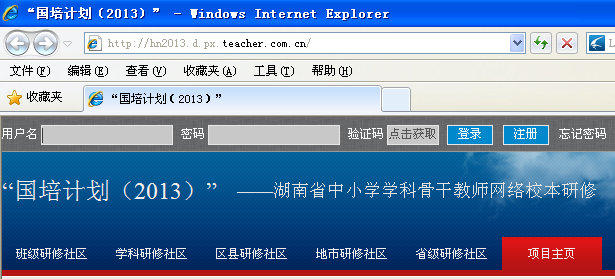 “国培计划（2013）” - Windows Internet Explorer
http://hn2013.d.px.teacher.com.cn/
文件(F) 编辑(E) 查看(V) 收藏夹(A) 工具(T) 帮助(H)
收藏夹 “国培计划（2013）”
用户名 密码 验证码 点击获取 登录 注册 忘记密码
“国培计划（2013）” ——湖南省中小学学科骨干教师网络校本研修
班级研修社区 学科研修社区 区县研修社区 地市研修社区 省级研修社区 项目主页